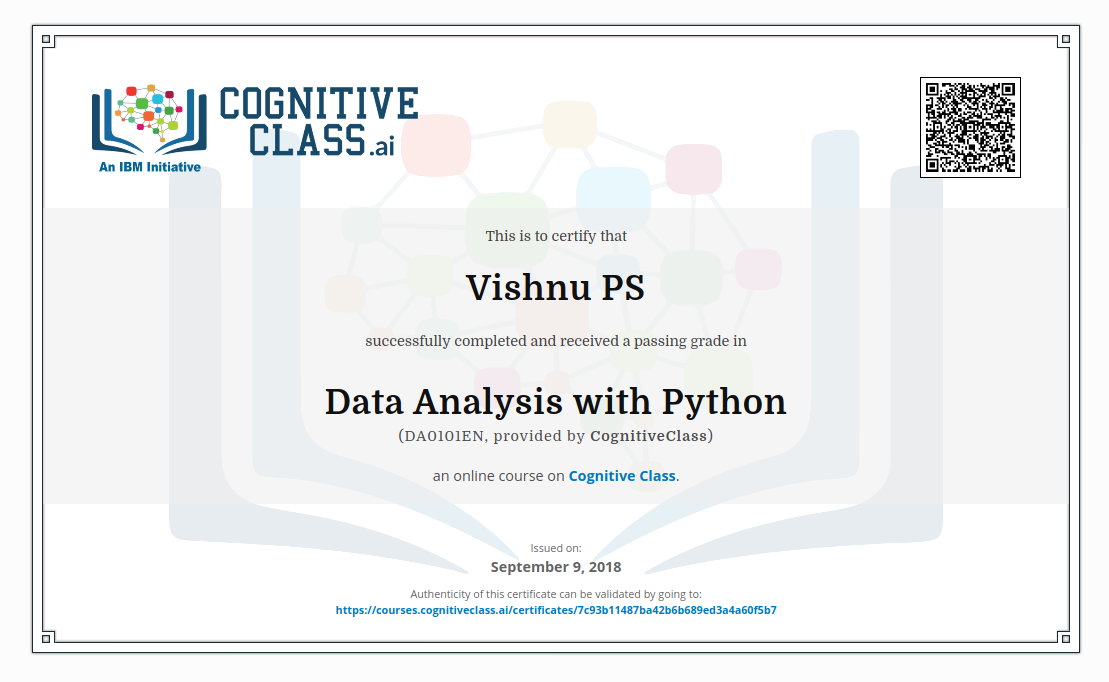 COGNITIVE
CLASS.ai
An IBM Initiative
This is to certify that
Vishnu PS
successfully completed and received a passing grade in
Data Analysis with Python
(DA0101EN, provided by CognitiveClass)
an online course on Cognitive Class.
Issued on:
September 9, 2018
Authenticity of this certificate can be validated by going to:
https://courses.cognitiveclass.ai/certificates/7c93b11487ba42b6b689ed3a4a60f5b7